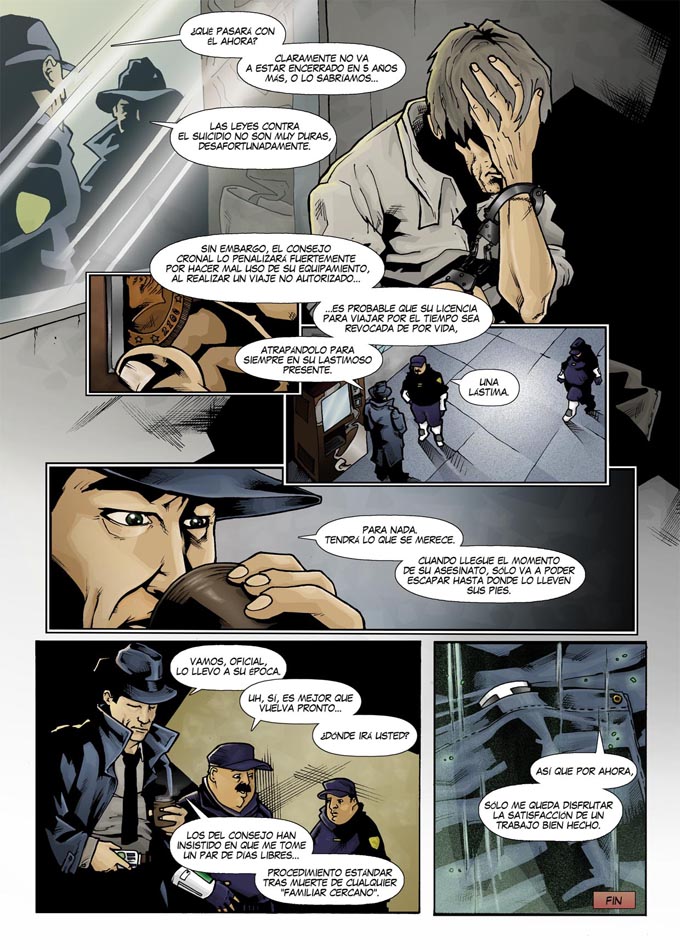 ¿QUÉ PASARÁ CON
ÉL AHORA?
CLARAMENTE NO VA
A ESTAR ENCERRADO EN 5 AÑOS
MÁS, O LO SABRÍAMOS...
LAS LEYES CONTRA
EL SUICIDIO NO SON MUY DURAS,
DESAFORTUNADAMENTE.
SIN EMBARGO, EL CONSEJO
CRONAL LO PENALIZARÁ FUERTEMENTE
POR HACER MAL USO DE SU EQUIPAMIENTO,
AL REALIZAR UN VIAJE NO AUTORIZADO...
...ES PROBABLE QUE SU LICENCIA
PARA VIAJAR POR EL TIEMPO SEA
REVOCADA DE POR VIDA,
ATRAPÁNDOLO PARA
SIEMPRE EN SU LASTIMOSO
PRESENTE.
UNA
LÁSTIMA.
PARA NADA.
TENDRÁ LO QUE SE MERECE.
CUANDO LLEGUE EL MOMENTO
DE SU ASESINATO, SÓLO VA A PODER
ESCAPAR HASTA DONDE LO LLEVEN
SUS PIES.
VAMOS, OFICIAL,
LO LLEVO A SU ÉPOCA.
UH, SÍ, ES MEJOR QUE
VUELVA PRONTO...
¿DÓNDE IRÁ USTED?
LOS DEL CONSEJO HAN
INSISTIDO EN QUE ME TOME
UN PAR DE DÍAS LIBRES...
PROCEDIMIENTO ESTÁNDAR
TRAS MUERTE DE CUALQUIER
"FAMILIAR CERCANO".
ASÍ QUE POR AHORA,
SÓLO ME QUEDA DISFRUTAR
LA SATISFACCIÓN DE UN
TRABAJO BIEN HECHO.
FIN